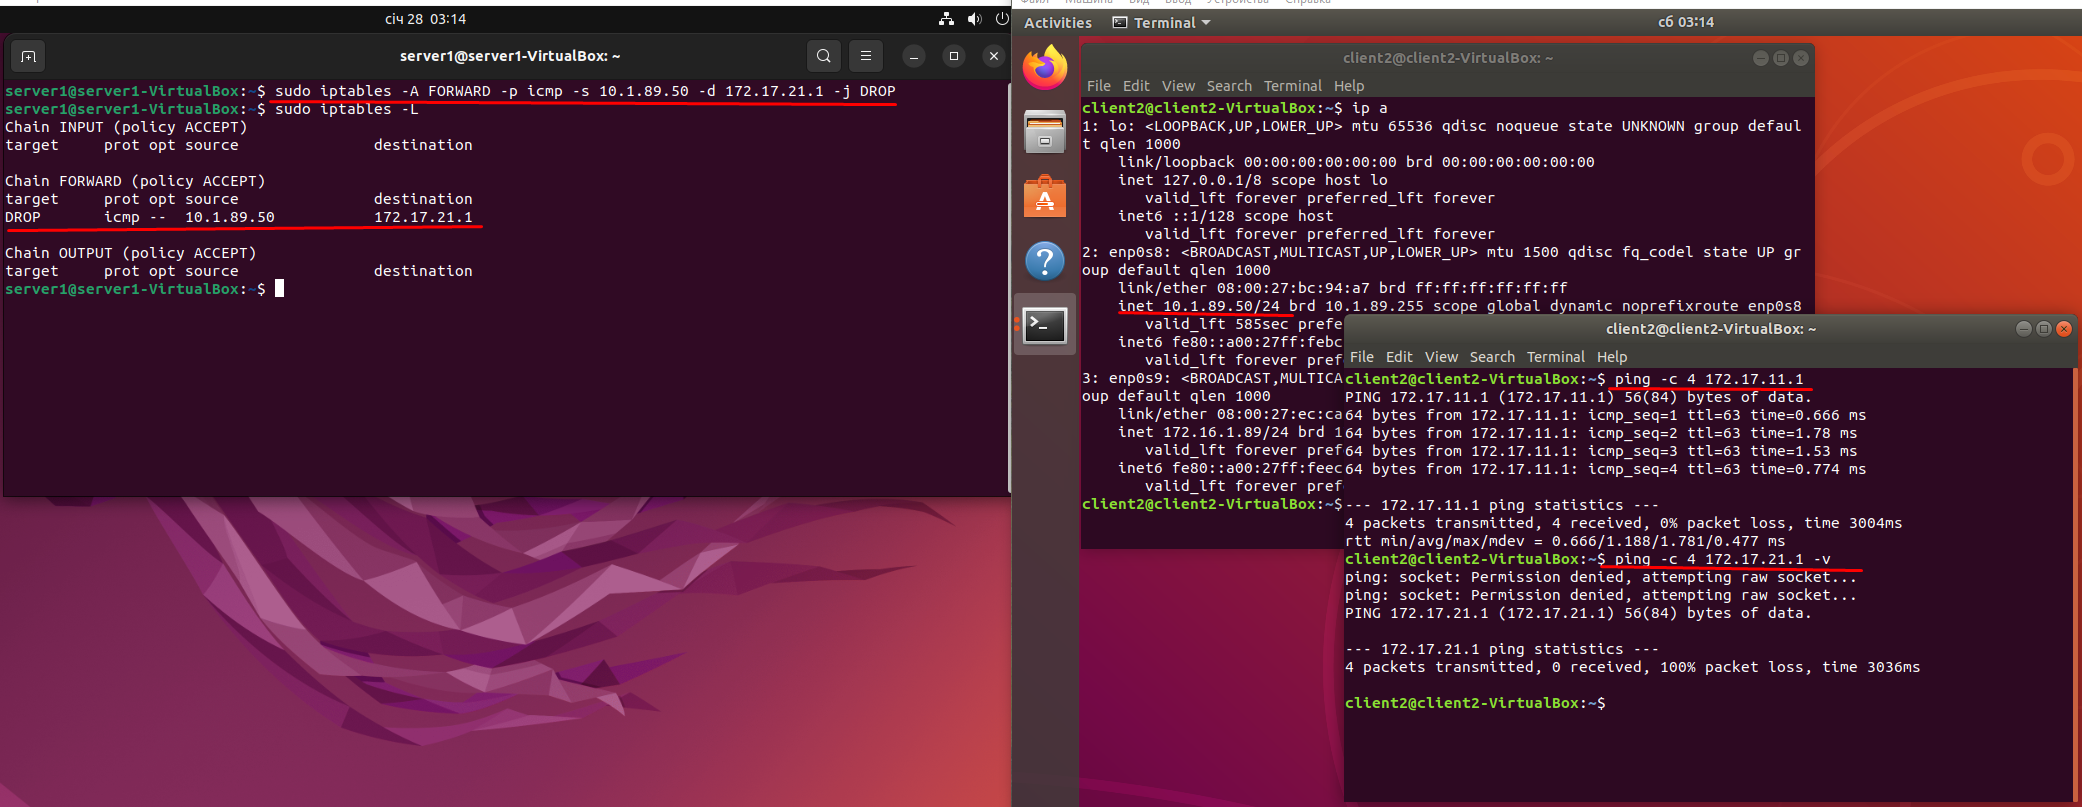 Файл Машина Вид Ввод Устройства Справка
січ 28 03:14
server1@server1-VirtualBox: ~
server1@server1-VirtualBox:~$ sudo iptables -A FORWARD -p icmp -s 10.1.89.50 -d 172.17.21.1 -j DROP
server1@server1-VirtualBox:~$ sudo iptables -L
Chain INPUT (policy ACCEPT)
target     prot opt source               destination
Chain FORWARD (policy ACCEPT)
target     prot opt source               destination
DROP       icmp --  10.1.89.50           172.17.21.1
Chain OUTPUT (policy ACCEPT)
target     prot opt source               destination
server1@server1-VirtualBox:~$
Activities Terminal
сб 03:14
client2@client2-VirtualBox: ~
File Edit View Search Terminal Help
client2@client2-VirtualBox:~$ ip a
1: lo: <LOOPBACK,UP,LOWER_UP> mtu 65536 qdisc noqueue state UNKNOWN group defaul
t qlen 1000
link/loopback 00:00:00:00:00:00 brd 00:00:00:00:00:00
inet 127.0.0.1/8 scope host lo
valid_lft forever preferred_lft forever
inet6 ::1/128 scope host
valid_lft forever preferred_lft forever
2: enp0s8: <BROADCAST,MULTICAST,UP,LOWER_UP> mtu 1500 qdisc fq_codel state UP gr
oup default qlen 1000
link/ether 08:00:27:bc:94:a7 brd ff:ff:ff:ff:ff:ff
inet 10.1.89.50/24 brd 10.1.89.255 scope global dynamic noprefixroute enp0s8
valid_lft 585sec prefe
inet6 fe80::a00:27ff:febc
valid_lft forever pref
3: enp0s9: <BROADCAST,MULTICA
oup default qlen 1000
link/ether 08:00:27:ec:ca
inet 172.16.1.89/24 brd 1
valid_lft forever pref
inet6 fe80::a00:27ff:feec
valid_lft forever pref
client2@client2-VirtualBox:~$
client2@client2-VirtualBox: ~
File Edit View Search Terminal Help
client2@client2-VirtualBox:~$ ping -c 4 172.17.11.1
PING 172.17.11.1 (172.17.11.1) 56(84) bytes of data.
64 bytes from 172.17.11.1: icmp_seq=1 ttl=63 time=0.666 ms
64 bytes from 172.17.11.1: icmp_seq=2 ttl=63 time=1.78 ms
64 bytes from 172.17.11.1: icmp_seq=3 ttl=63 time=1.53 ms
64 bytes from 172.17.11.1: icmp_seq=4 ttl=63 time=0.774 ms
--- 172.17.11.1 ping statistics ---
4 packets transmitted, 4 received, 0% packet loss, time 3004ms
rtt min/avg/max/mdev = 0.666/1.188/1.781/0.477 ms
client2@client2-VirtualBox:~$ ping -c 4 172.17.21.1 -v
ping: socket: Permission denied, attempting raw socket...
ping: socket: Permission denied, attempting raw socket...
PING 172.17.21.1 (172.17.21.1) 56(84) bytes of data.
--- 172.17.21.1 ping statistics ---
4 packets transmitted, 0 received, 100% packet loss, time 3036ms
client2@client2-VirtualBox:~$